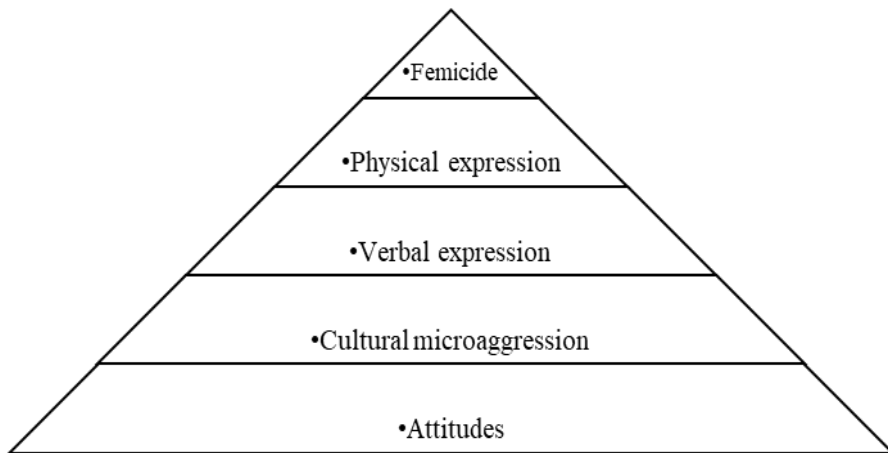 •Femicide
•Physical expression
•Verbal expression
•Cultural microaggression
•Attitudes